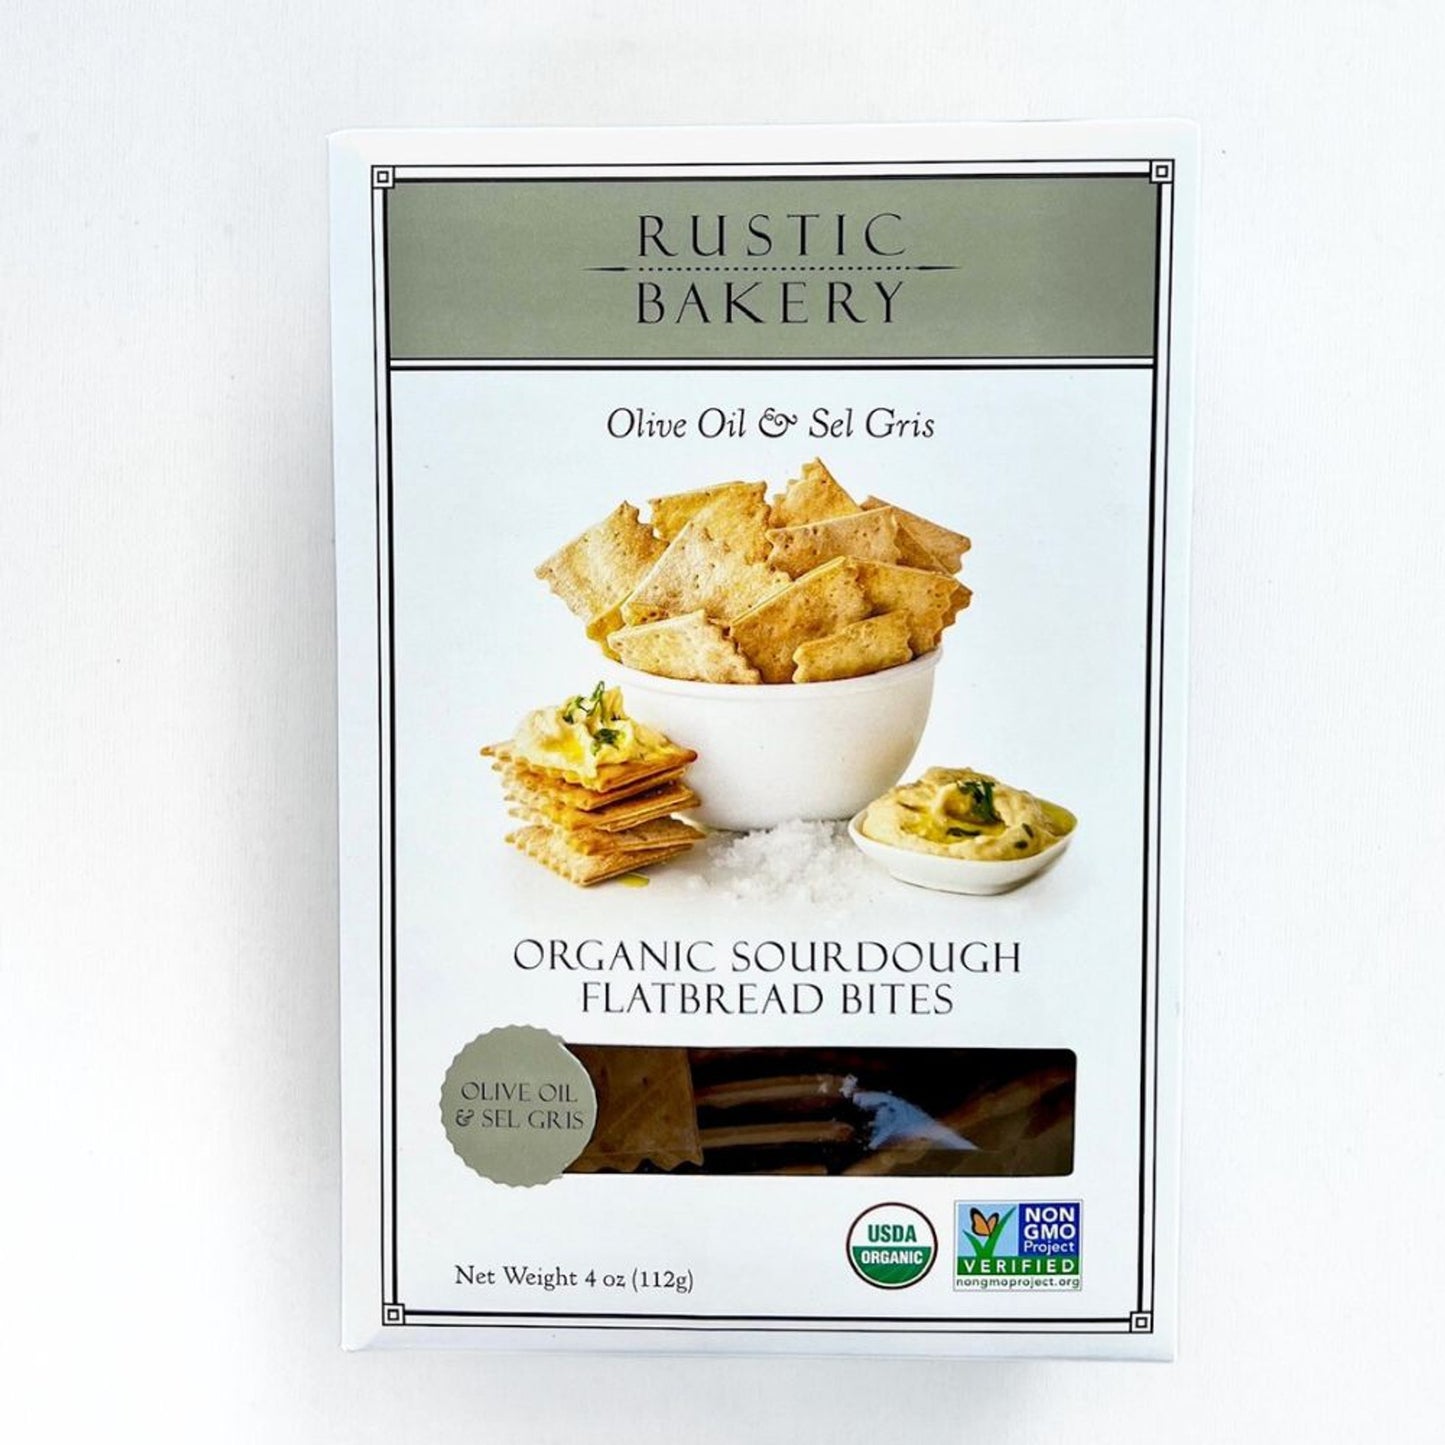 RUSTIC
BAKERY
Olive Oil & Sel Gris
ORGANIC SOURDOUGH
FLATBREAD BITES
OLIVE OIL
& SEL GRIS
Net Weight 4 oz (112g)
USDA
ORGANIC
NON
GMO
Project
VERIFIED
nongmoproject.org